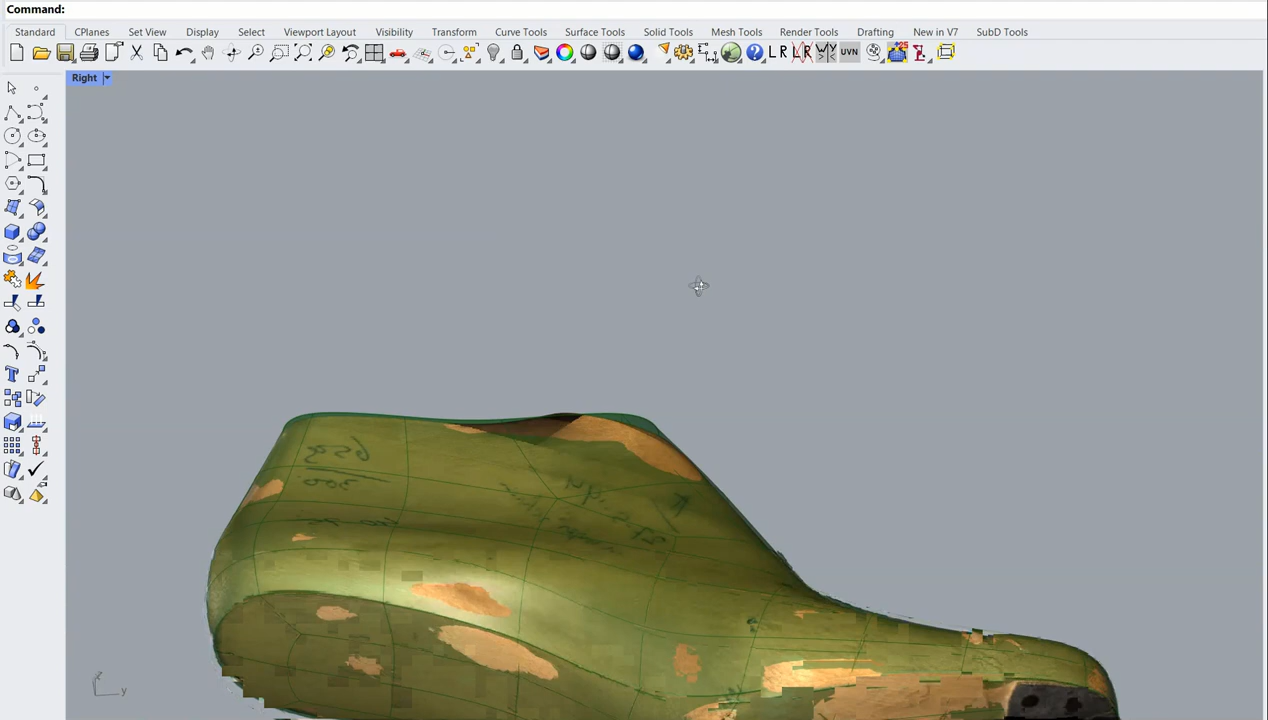 Command:
Standard CPlanes Set View Display Select Viewport Layout Visibility Transform Curve Tools Surface Tools Solid Tools Mesh Tools Render Tools Drafting New in V7 SubD Tools
L R L R UVN
Right
z
y